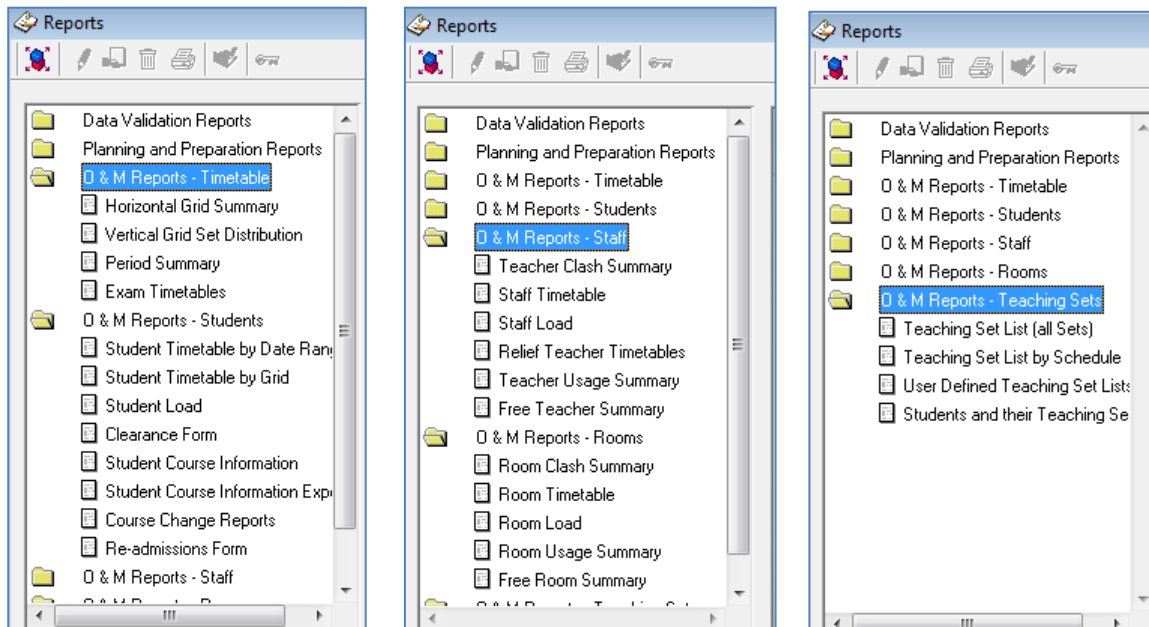 Reports
Data Validation Reports
Planning and Preparation Reports
O & M Reports - Timetable
Horizontal Grid Summary
Vertical Grid Set Distribution
Period Summary
Exam Timetables
O & M Reports - Students
Student Timetable by Date Ran
Student Timetable by Grid
Student Load
Clearance Form
Student Course Information
Student Course Information Exp
Course Change Reports
Re-admissions Form
O & M Reports - Staff
Reports
Data Validation Reports
Planning and Preparation Reports
O & M Reports - Timetable
O & M Reports - Students
O & M Reports - Staff
Teacher Clash Summary
Staff Timetable
Staff Load
Relief Teacher Timetables
Teacher Usage Summary
Free Teacher Summary
O & M Reports - Rooms
Room Clash Summary
Room Timetable
Room Load
Room Usage Summary
Free Room Summary
Reports
Data Validation Reports
Planning and Preparation Reports
O & M Reports - Timetable
O & M Reports - Students
O & M Reports - Staff
O & M Reports - Rooms
O & M Reports - Teaching Sets
Teaching Set List (all Sets)
Teaching Set List by Schedule
User Defined Teaching Set Lists
Students and their Teaching Se